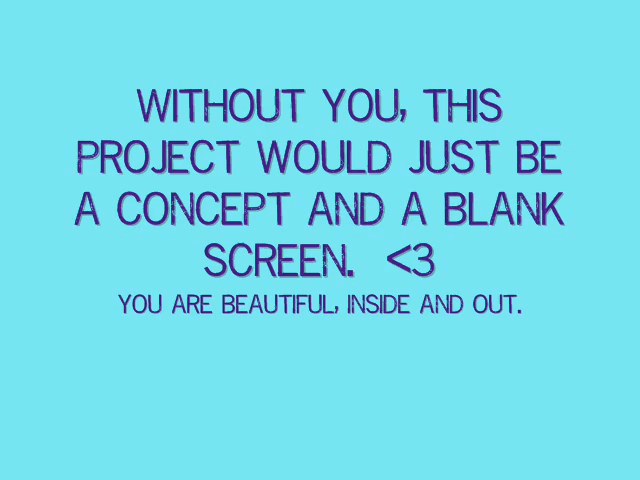 WITHOUT YOU, THIS
PROJECT WOULD JUST BE
A CONCEPT AND A BLANK
SCREEN. <3
YOU ARE BEAUTIFUL, INSIDE AND OUT.